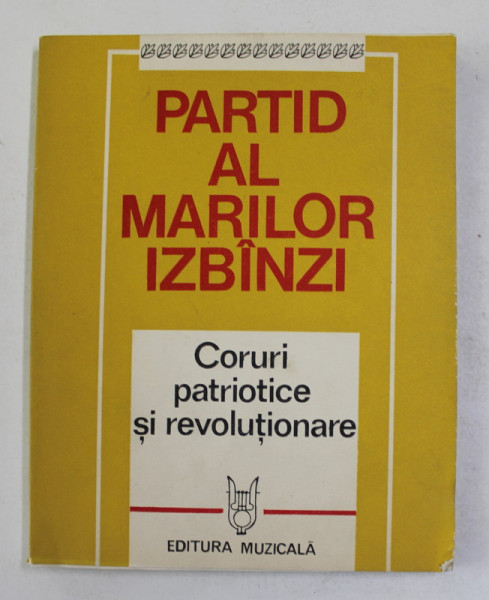 PARTID
AL
MARILOR
IZBÎNZI
Coruri
patriotice
și revoluționare
EDITURA MUZICALĂ